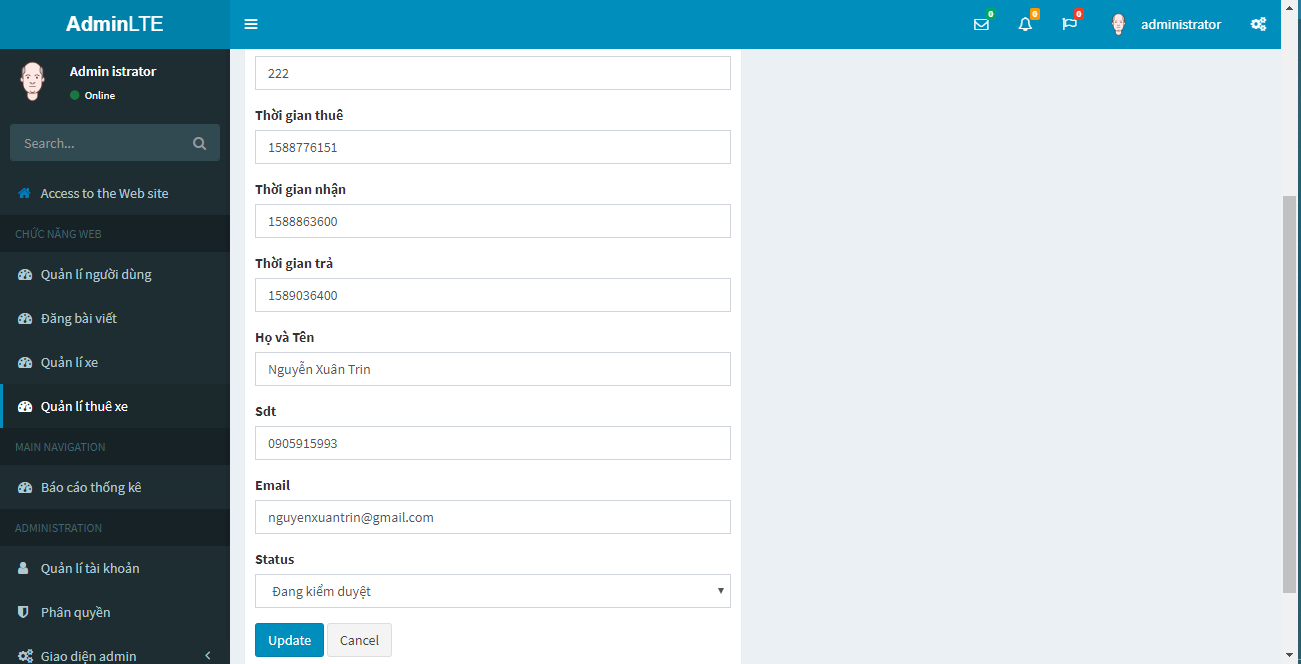 AdminLTE
0
0
0
administrator
Admin istrator
Online
Search...
Access to the Web site
CHỨC NĂNG WEB
Quản lí người dùng
Đăng bài viết
Quản lí xe
Quản lí thuê xe
MAIN NAVIGATION
Báo cáo thống kê
ADMINISTRATION
Quản lí tài khoản
Phân quyền
Giao diện admin
222
Thời gian thuê
1588776151
Thời gian nhận
1588863600
Thời gian trả
1589036400
Họ và Tên
Nguyễn Xuân Trin
Sdt
0905915993
Email
nguyenxuantrin@gmail.com
Status
Đang kiểm duyệt
Update
Cancel